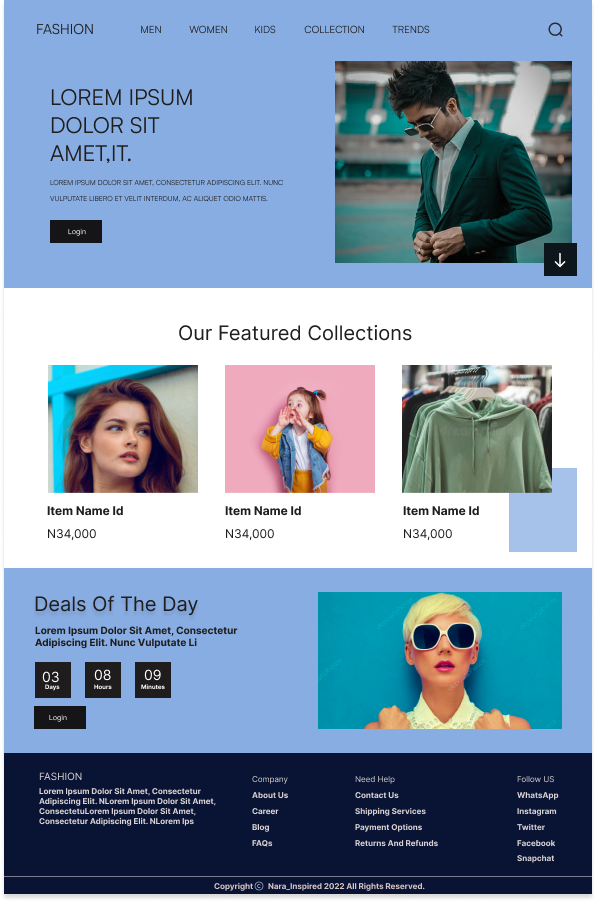 FASHION
MEN
WOMEN
KIDS
COLLECTION
TRENDS
LOREM IPSUM
DOLOR SIT
AMET,IT.
LOREM IPSUM DOLOR SIT AMET, CONSECTETUR ADIPISCING ELIT. NUNC
VULPUTATE LIBERO ET VELIT INTERDUM, AC ALIQUET ODIO MATTIS.
Login
Our Featured Collections
Item Name Id
N34,000
Item Name Id
N34,000
Item Name Id
N34,000
Deals Of The Day
Lorem Ipsum Dolor Sit Amet, Consectetur
Adipiscing Elit. Nunc Vulputate Li
03
Days
08
Hours
09
Minutes
Login
FASHION
Lorem Ipsum Dolor Sit Amet, Consectetur
Adipiscing Elit. NLorem Ipsum Dolor Sit Amet,
ConsectetuLorem Ipsum Dolor Sit Amet,
Consectetur Adipiscing Elit. NLorem Ips
Company
About Us
Career
Blog
FAQs
Need Help
Contact Us
Shipping Services
Payment Options
Returns And Refunds
Follow US
WhatsApp
Instagram
Twitter
Facebook
Snapchat
Copyright © Nara_Inspired 2022 All Rights Reserved.